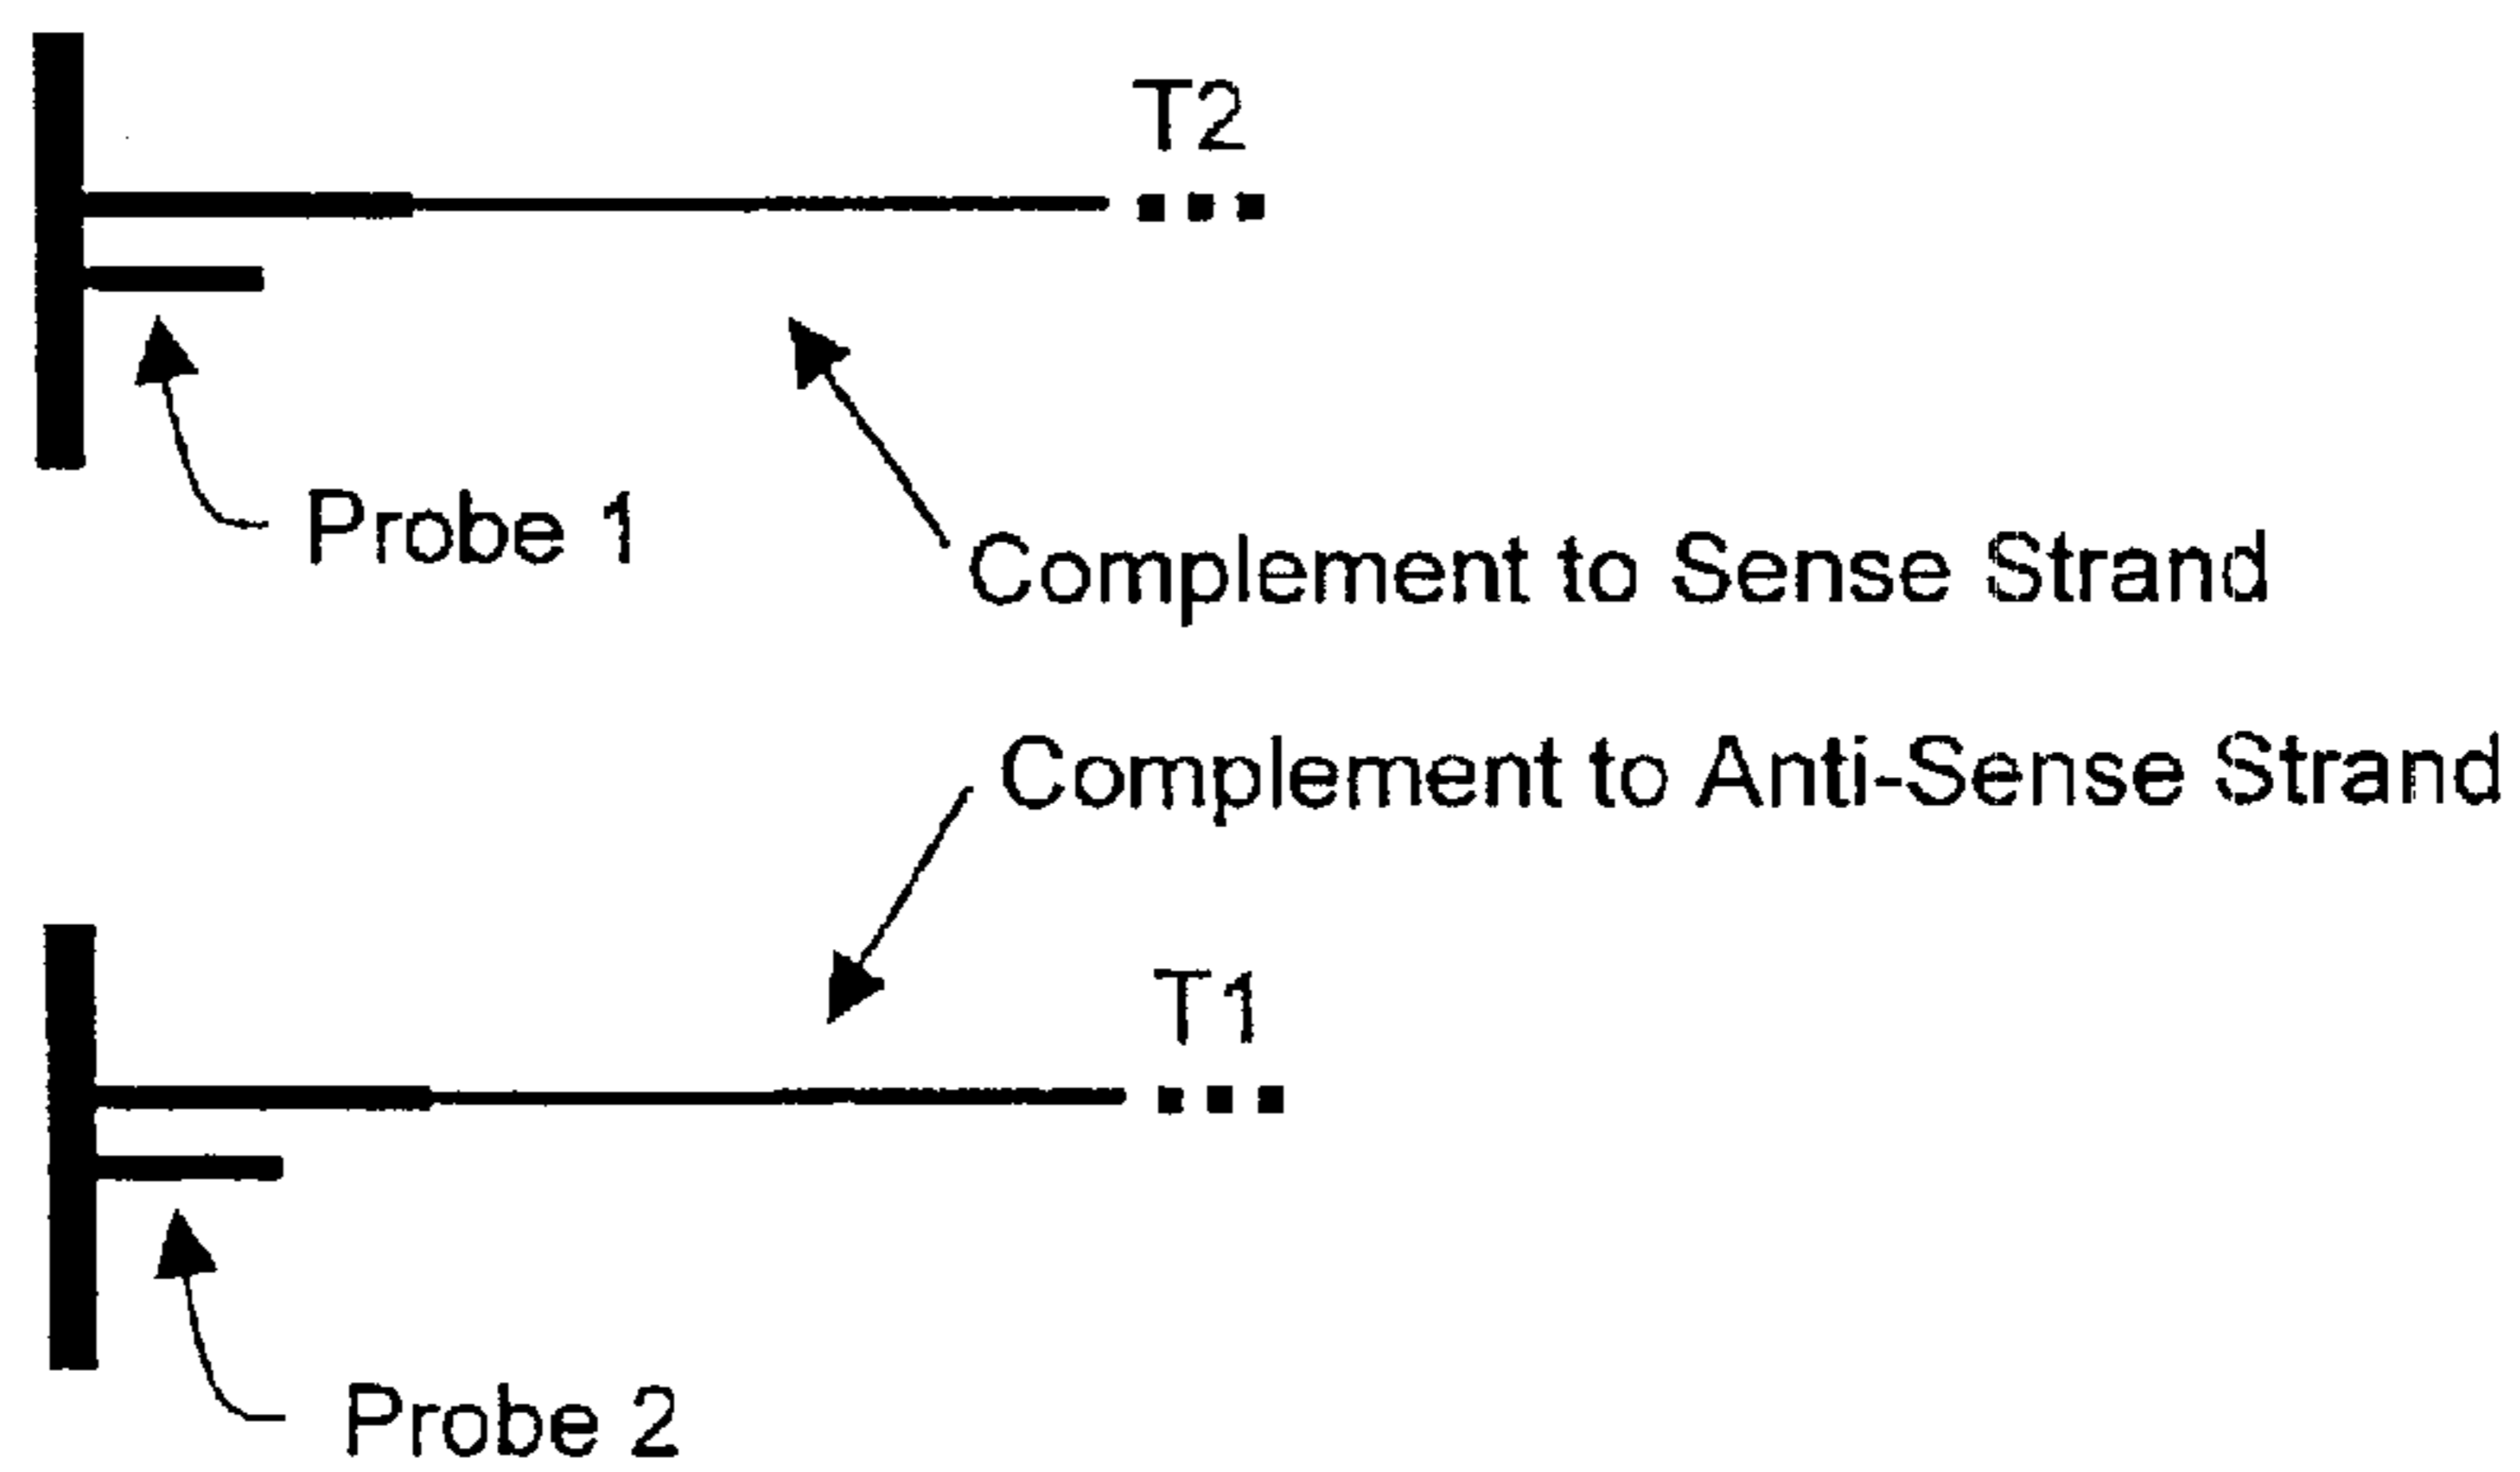 T2
Probe 1
Complement to Sense Strand
Complement to Anti-Sense Strand
T1
Probe 2